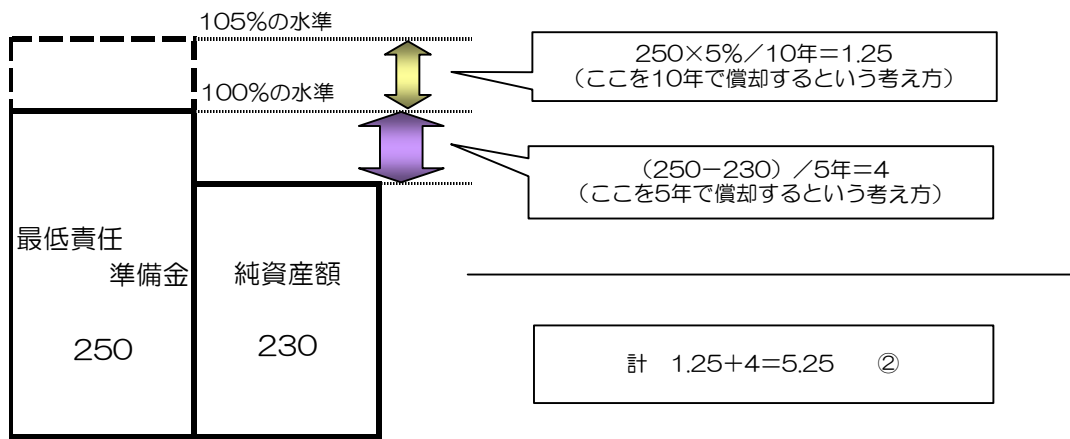 105%の水準
250×5%/10年=1.25
(ここを10年で償却するという考え方)
100%の水準
(250-230)/5年=4
(ここを5年で償却するという考え方)
最低責任
準備金
250
純資産額
230
計 1.25+4=5.25 ②